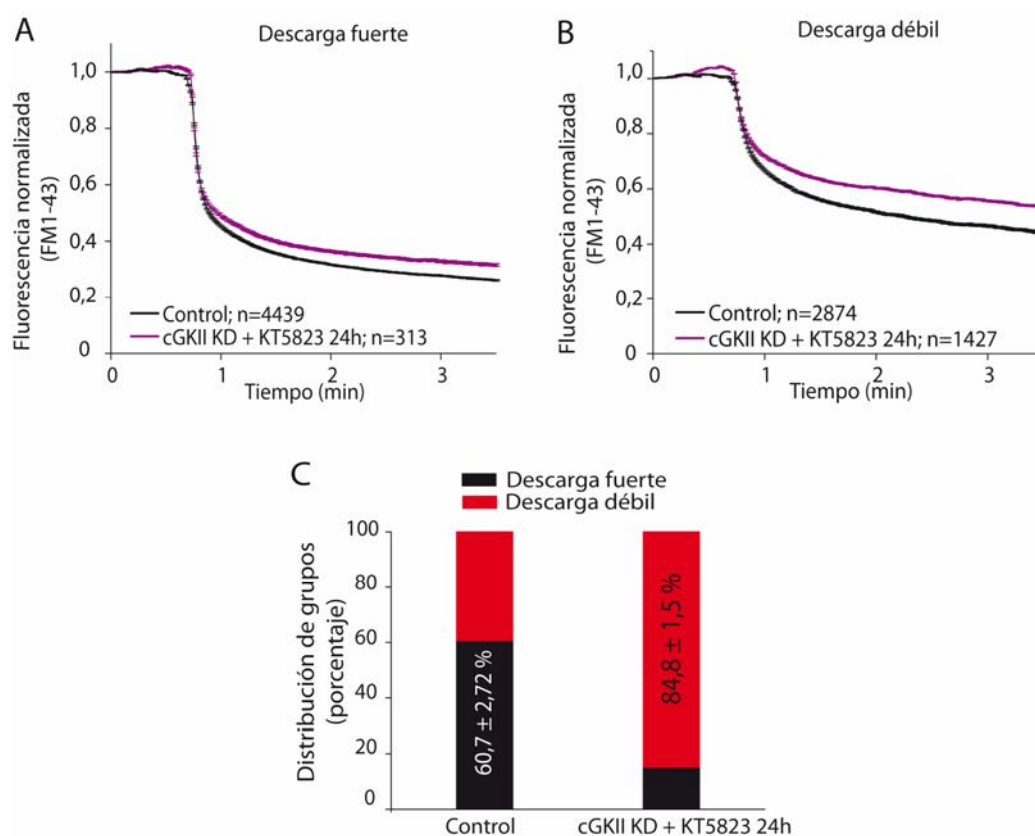 A
Descarga fuerte
Fluorescencia normalizada
(FM1-43)
1,0
0,8
0,6
0,4
0,2
0
Control; n=4439
cGKII KD + KT5823 24h; n=313
0
1
2
3
Tiempo (min)
B
Descarga débil
Fluorescencia normalizada
(FM1-43)
1,0
0,8
0,6
0,4
0,2
0
Control; n=2874
cGKII KD + KT5823 24h; n=1427
0
1
2
3
Tiempo (min)
C
Descarga fuerte
Descarga débil
Distribución de grupos
(porcentaje)
100
80
60
40
20
0
60,7 ± 2,72 %
84,8 ± 1,5 %
Control
cGKII KD + KT5823 24h